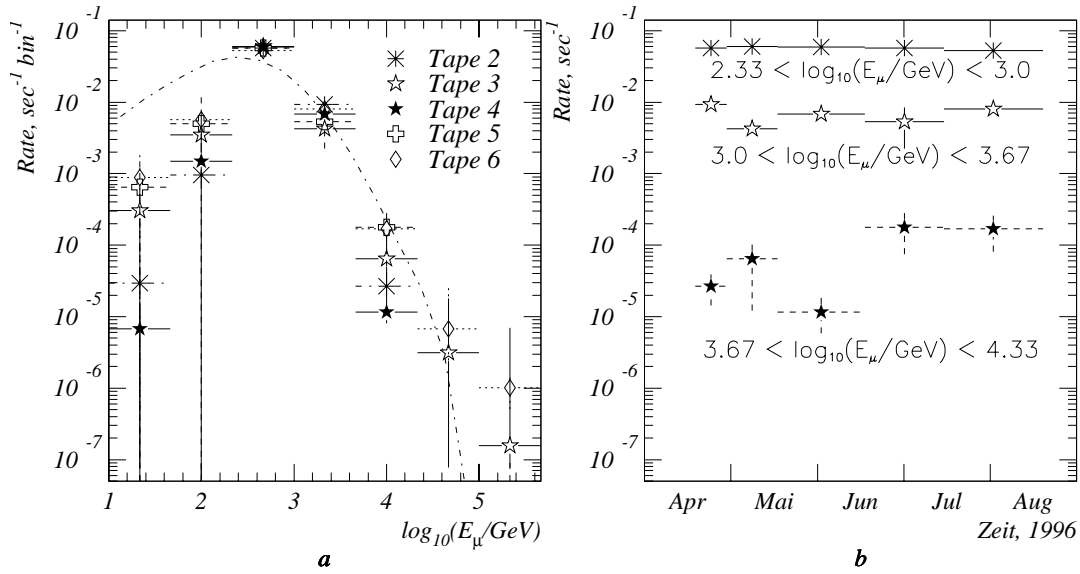 Rate, sec⁻¹ bin⁻¹
10⁻¹
10⁻²
10⁻³
10⁻⁴
10⁻⁵
10⁻⁶
10⁻⁷
Tape 2
Tape 3
Tape 4
Tape 5
Tape 6
1 2 3 4 5
log₁₀(E_μ/GeV)
a
Rate, sec⁻¹
10⁻¹
10⁻²
10⁻³
10⁻⁴
10⁻⁵
10⁻⁶
10⁻⁷
2.33 < log₁₀(E_μ/GeV) < 3.0
3.0 < log₁₀(E_μ/GeV) < 3.67
3.67 < log₁₀(E_μ/GeV) < 4.33
Apr Mai Jun Jul Aug
Zeit, 1996
b